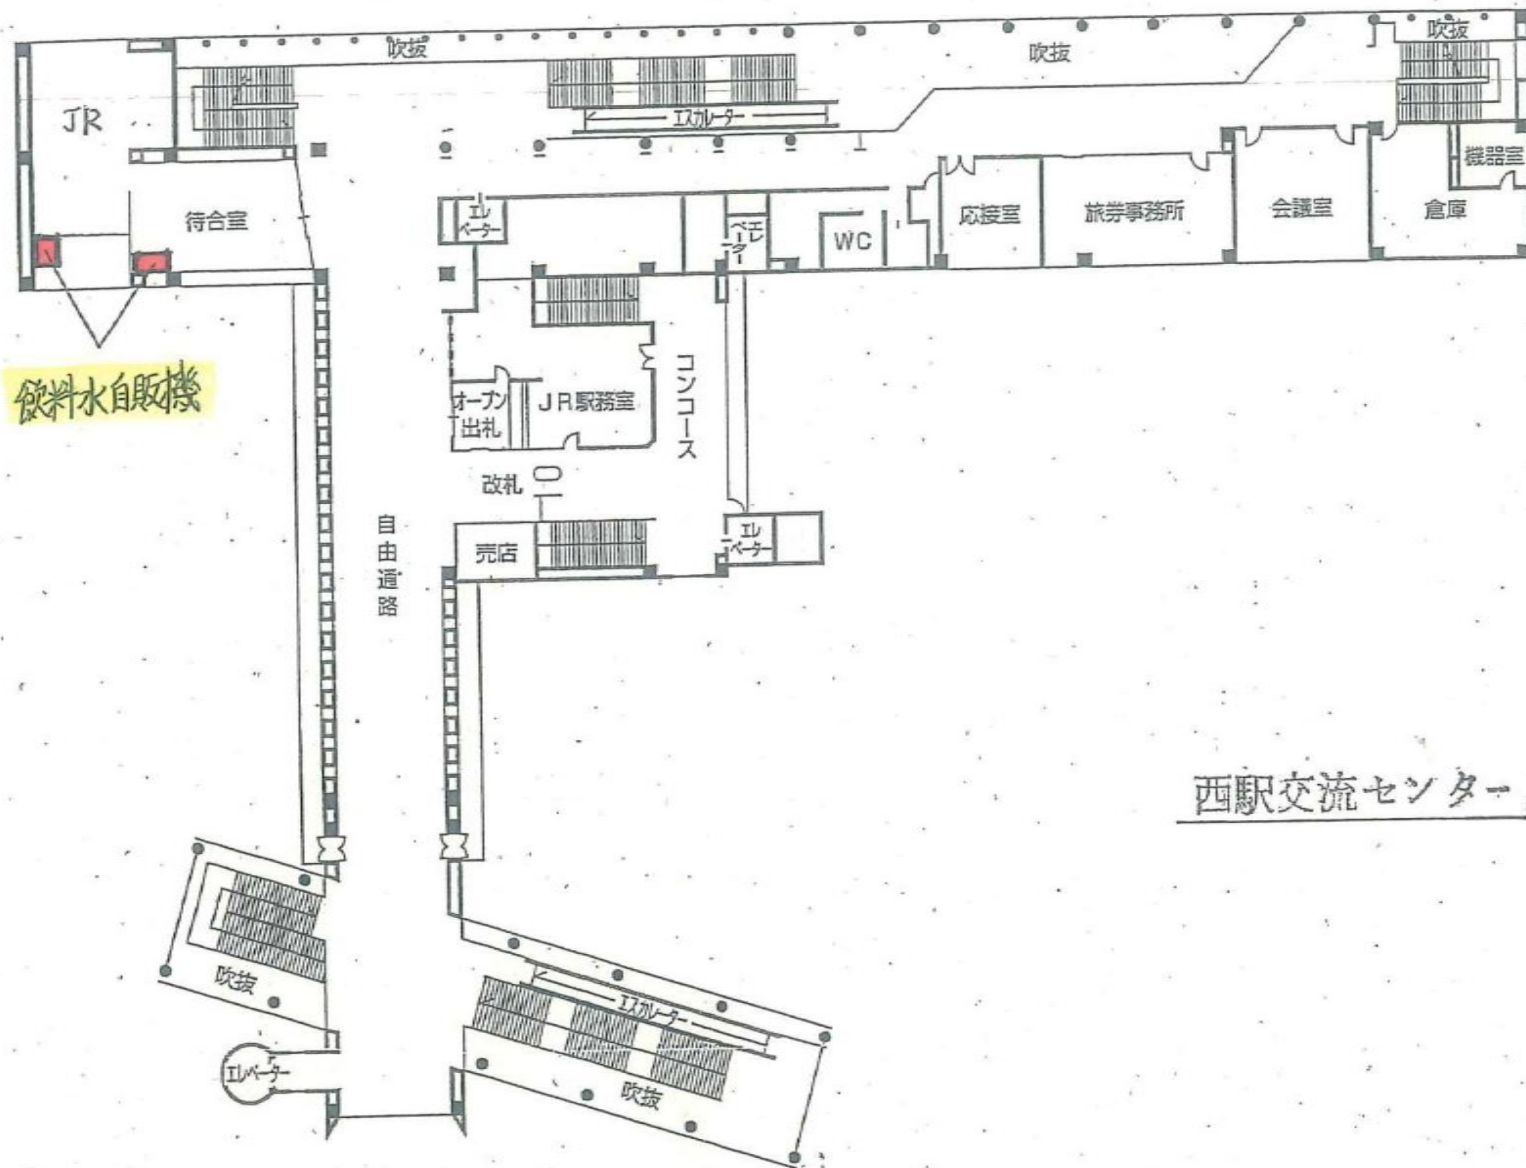 吹抜
吹抜
吹抜
JR
エスカレーター
機器室
待合室
エレベーター
エレベーター
WC
応接室
旅券事務所
会議室
倉庫
飲料水自販機
コンコース
オープン
出札
JR駅務室
改札
自由通路
売店
エレベーター
西駅交流センター
吹抜
エスカレーター
エレベーター
吹抜